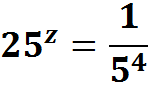 25^z = 1/5^4